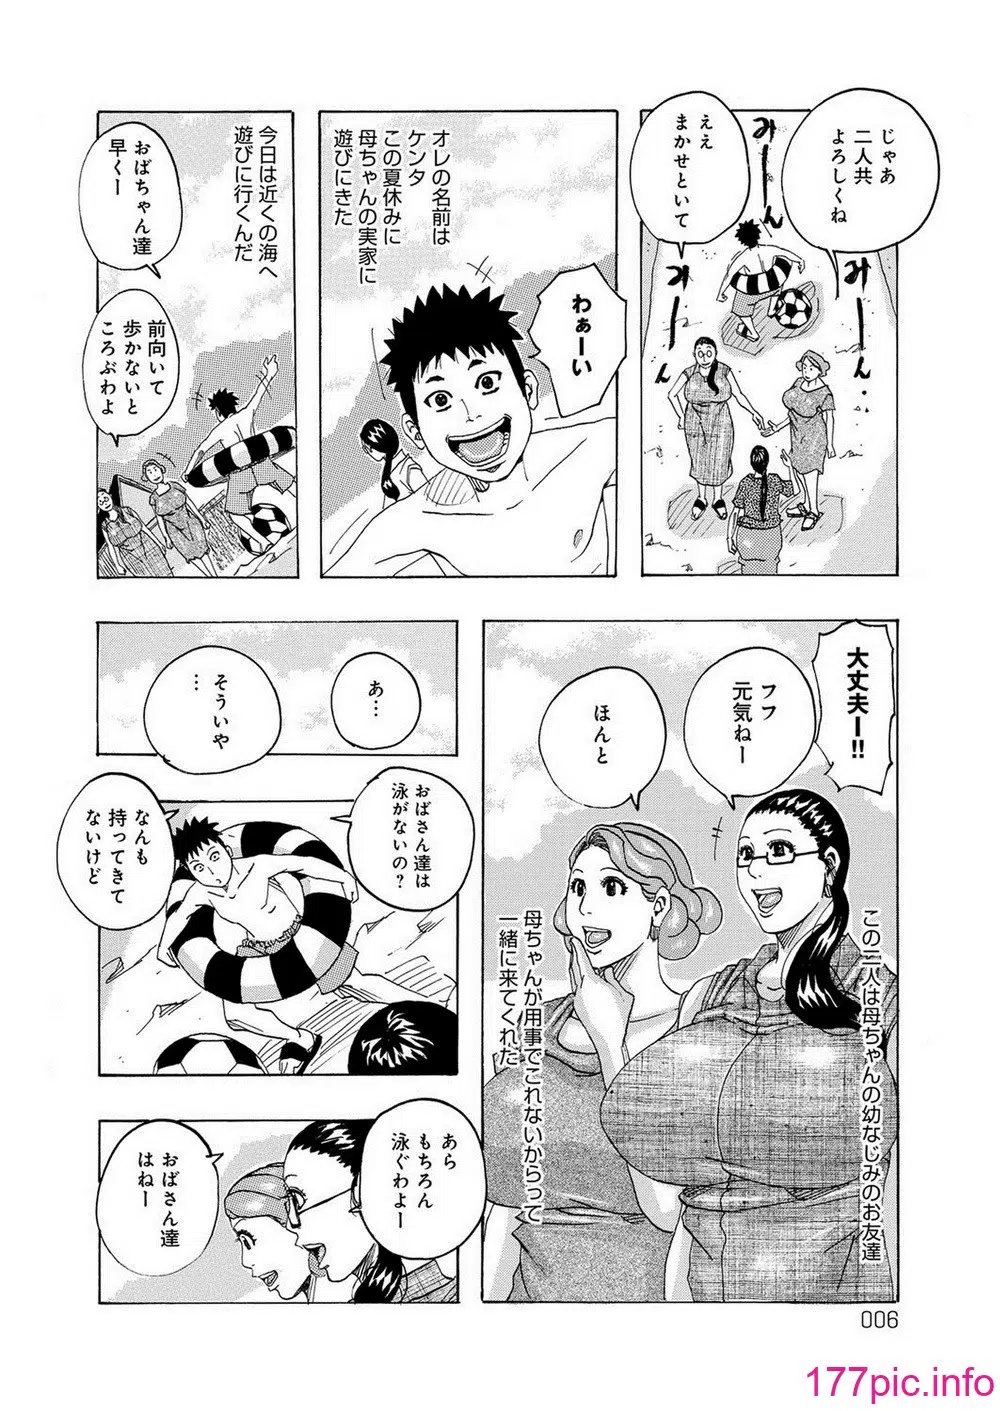 じゃあ
二人共
よろしくね
ええ
まかせといて
みーーん
みーーん
みーーん・
わぁーい
オレの名前は
ケンタ
この夏休みに
母ちゃんの実家に
遊びにきた
今日は近くの海へ
遊びに行くんだ
おばちゃん達
早くー
前向いて
歩かないと
ころぶわよ
大丈夫ー!!
フフ
元気ねー
ほんと
この二人は母ちゃんの幼なじみのお友達
母ちゃんが用事でこれないからって
一緒に来てくれた
あ…
そういや
…
おばさん達は
泳がないの?
なんも
持ってきて
ないけど
あら
もちろん
泳ぐわよー
おばさん達
はねー
006
177pic.info